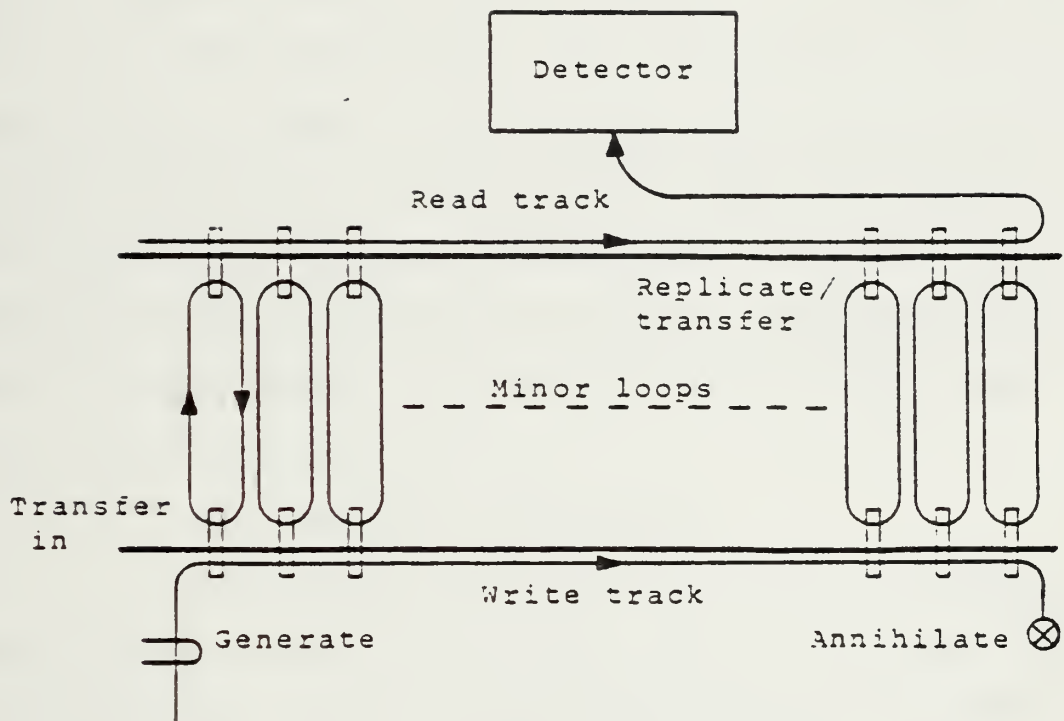 Detector
Read track
Replicate/
transfer
Minor loops
Transfer
in
Write track
Generate
Annihilate